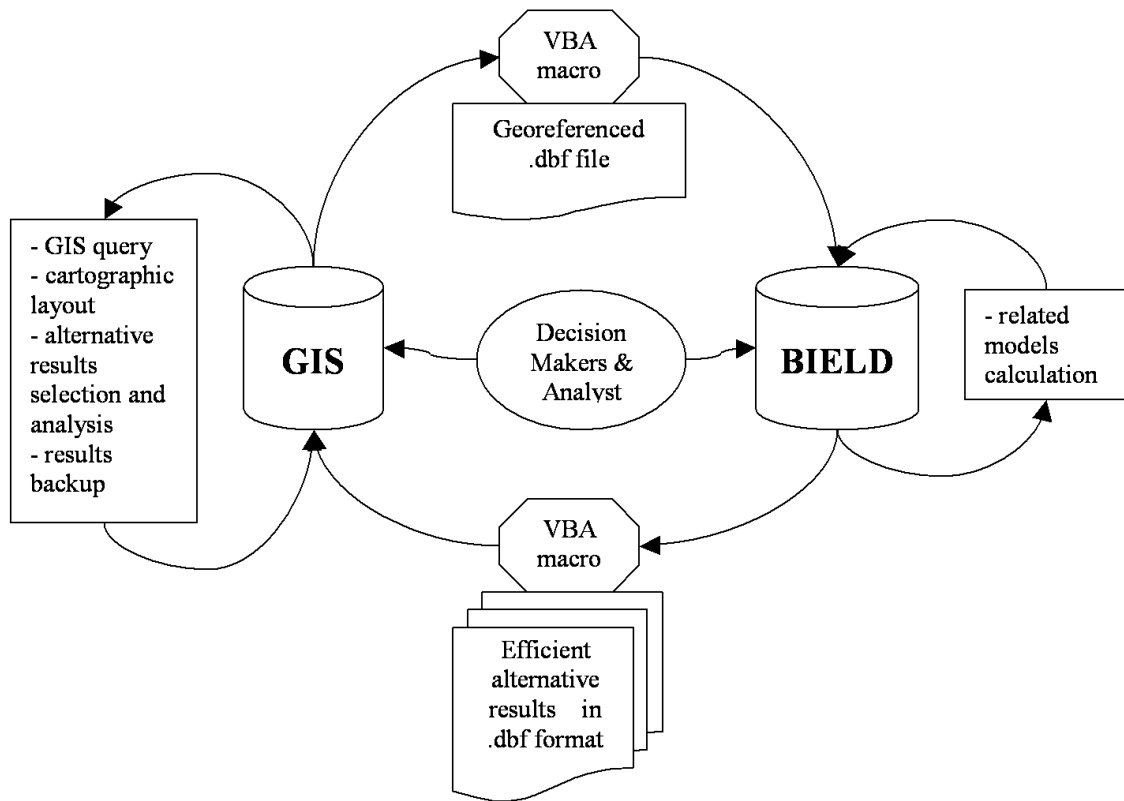 VBA
macro
Georeferenced
.dbf file
- GIS query
- cartographic
layout
- alternative
results
selection and
analysis
- results
backup
GIS
Decision
Makers &
Analyst
BIELD
- related
models
calculation
VBA
macro
Efficient
alternative
results in
.dbf format